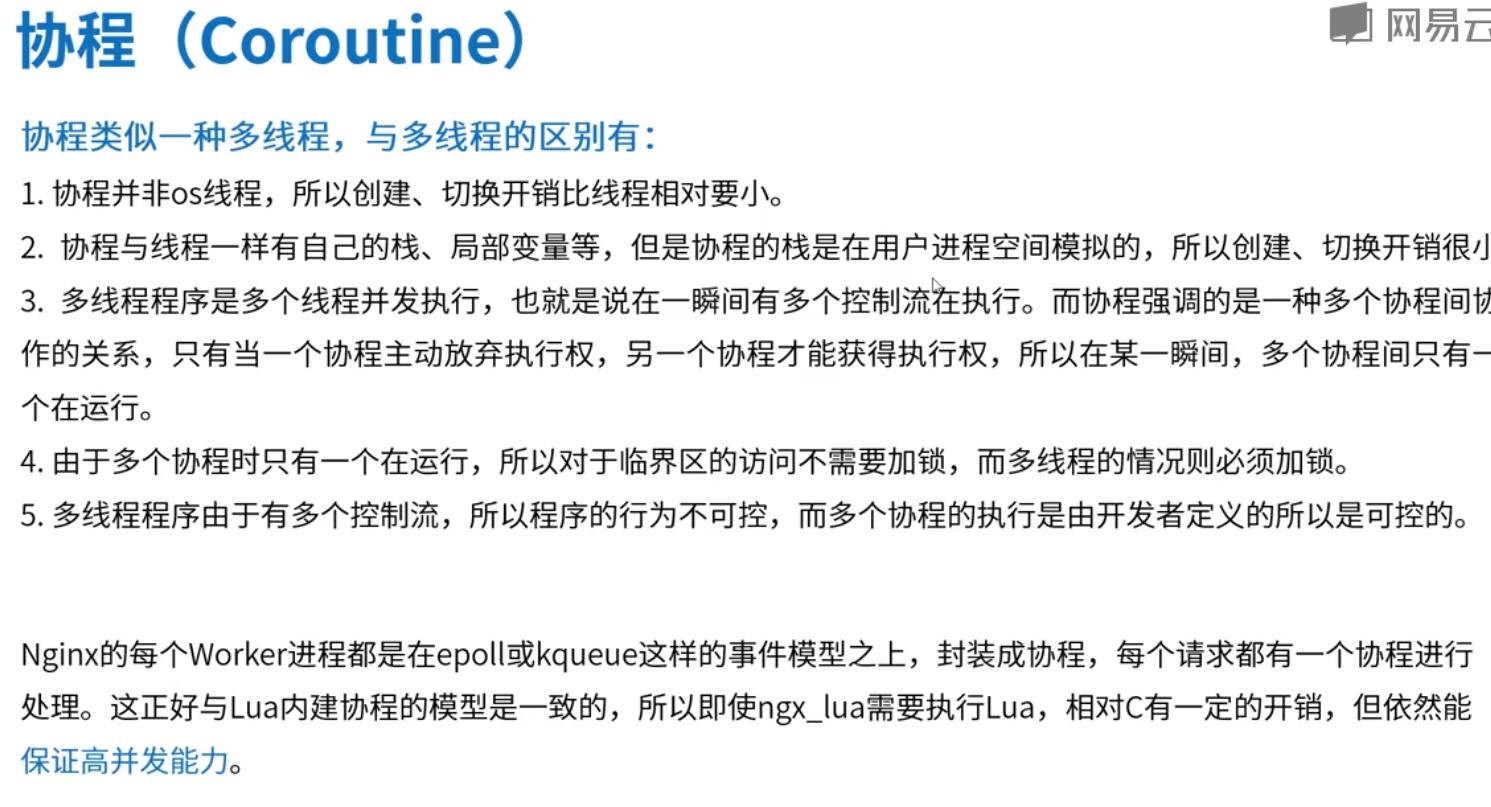 协程（Coroutine）
网易云
协程类似一种多线程，与多线程的区别有：
1. 协程并非os线程，所以创建、切换开销比线程相对要小。
2. 协程与线程一样有自己的栈、局部变量等，但是协程的栈是在用户进程空间模拟的，所以创建、切换开销很小
3. 多线程程序是多个线程并发执行，也就是说在一瞬间有多个控制流在执行。而协程强调的是一种多个协程间协
作的关系，只有当一个协程主动放弃执行权，另一个协程才能获得执行权，所以在某一瞬间，多个协程间只有一
个在运行。
4. 由于多个协程时只有一个在运行，所以对于临界区的访问不需要加锁，而多线程的情况则必须加锁。
5. 多线程程序由于有多个控制流，所以程序的行为不可控，而多个协程的执行是由开发者定义的所以是可控的。
Nginx的每个Worker进程都是在epoll或kqueue这样的事件模型之上，封装成协程，每个请求都有一个协程进行
处理。这正好与Lua内建协程的模型是一致的，所以即使ngx_lua需要执行Lua，相对C有一定的开销，但依然能
保证高并发能力。